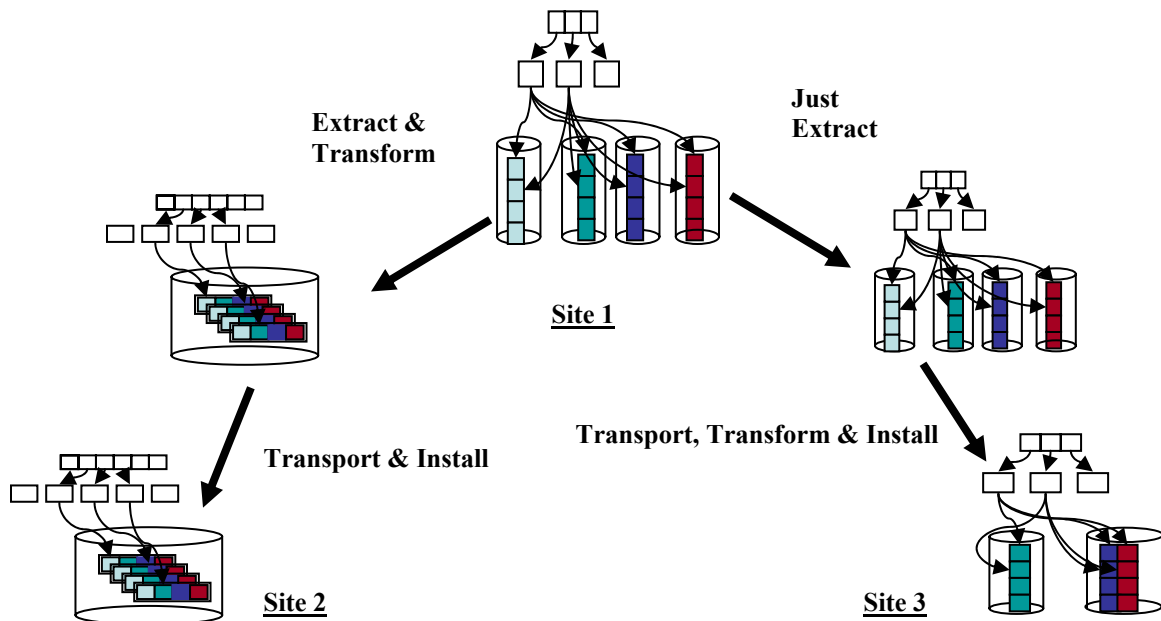 Extract &
Transform
Just
Extract
Site 1
Transport & Install
Transport, Transform & Install
Site 2
Site 3